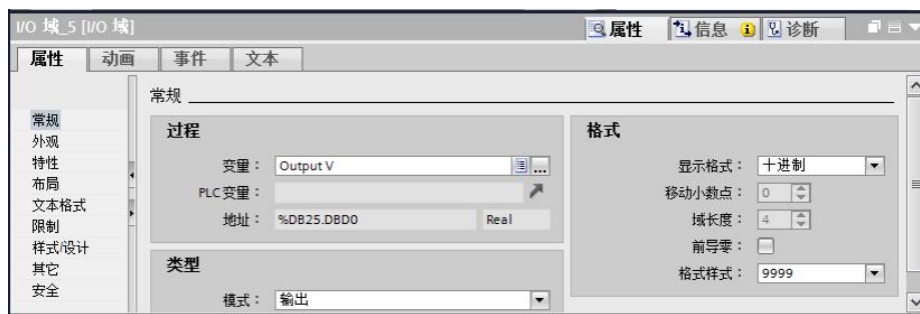 I/O 域_5 [I/O 域]
属性 信息 诊断
属性 动画 事件 文本
常规
外观
特性
布局
文本格式
限制
样式/设计
其它
安全
常规
过程
变量： Output V
PLC 变量：
地址： %DB25.DBD0 Real
类型
模式： 输出
格式
显示格式： 十进制
移动小数点： 0
域长度： 4
前导零：
格式样式： 9999